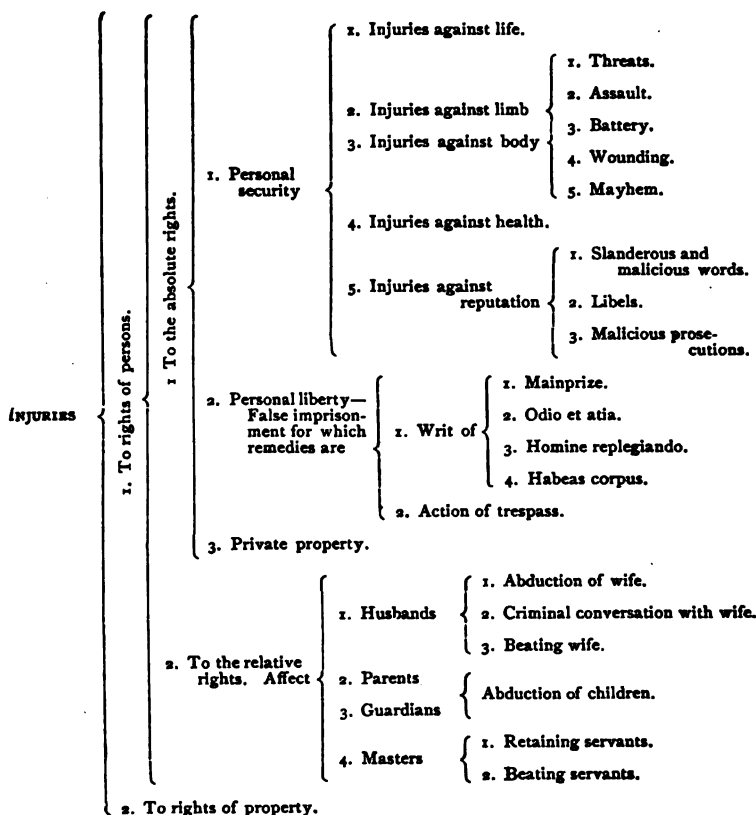 INJURIES
1. To rights of persons.
1 To the absolute rights.
1. Personal
security
1. Injuries against life.
2. Injuries against limb
3. Injuries against body
1. Threats.
2. Assault.
3. Battery.
4. Wounding.
5. Mayhem.
4. Injuries against health.
5. Injuries against
reputation
1. Slanderous and
malicious words.
2. Libels.
3. Malicious prose-
cutions.
2. Personal liberty—
False imprison-
ment for which
remedies are
1. Writ of
1. Mainprize.
2. Odio et atia.
3. Homine replegiando.
4. Habeas corpus.
2. Action of trespass.
3. Private property.
2. To the relative
rights. Affect
1. Husbands
1. Abduction of wife.
2. Criminal conversation with wife.
3. Beating wife.
2. Parents
3. Guardians
Abduction of children.
4. Masters
1. Retaining servants.
2. Beating servants.
2. To rights of property.